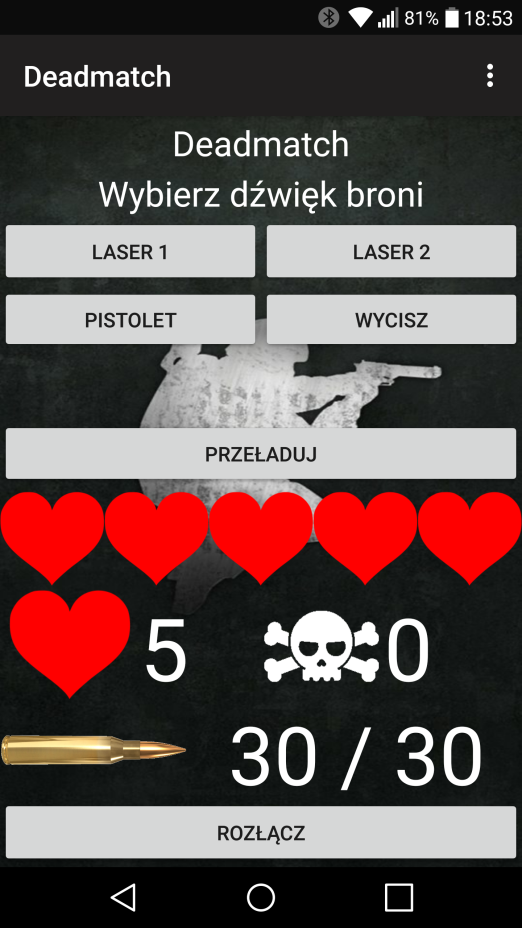 81% 18:53
Deadmatch
Deadmatch
Wybierz dźwięk broni
LASER 1 LASER 2
PISTOLET WYCISZ
PRZEŁADUJ
5 0
30 / 30
ROZŁĄCZ